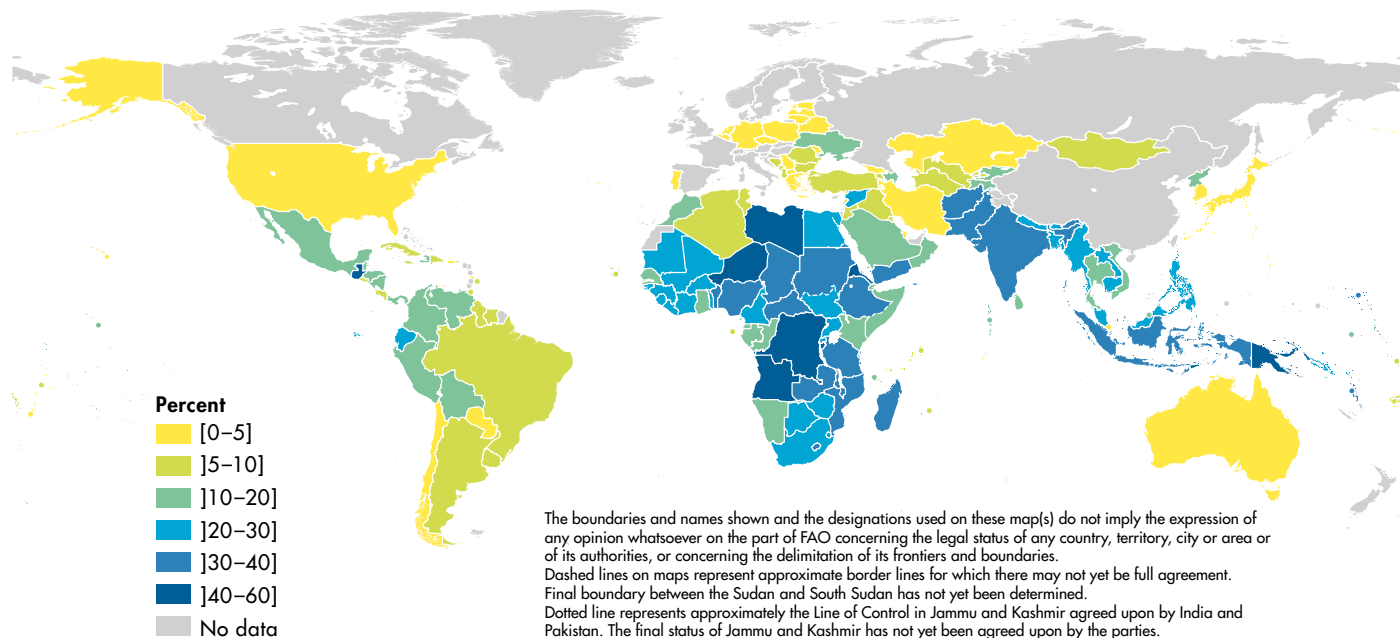 Percent
[0–5]
]5–10]
]10–20]
]20–30]
]30–40]
]40–60]
No data
The boundaries and names shown and the designations used on these map(s) do not imply the expression of
any opinion whatsoever on the part of FAO concerning the legal status of any country, territory, city or area or
of its authorities, or concerning the delimitation of its frontiers and boundaries.
Dashed lines on maps represent approximate border lines for which there may not yet be full agreement.
Final boundary between the Sudan and South Sudan has not yet been determined.
Dotted line represents approximately the Line of Control in Jammu and Kashmir agreed upon by India and
Pakistan. The final status of Jammu and Kashmir has not yet been agreed upon by the parties.